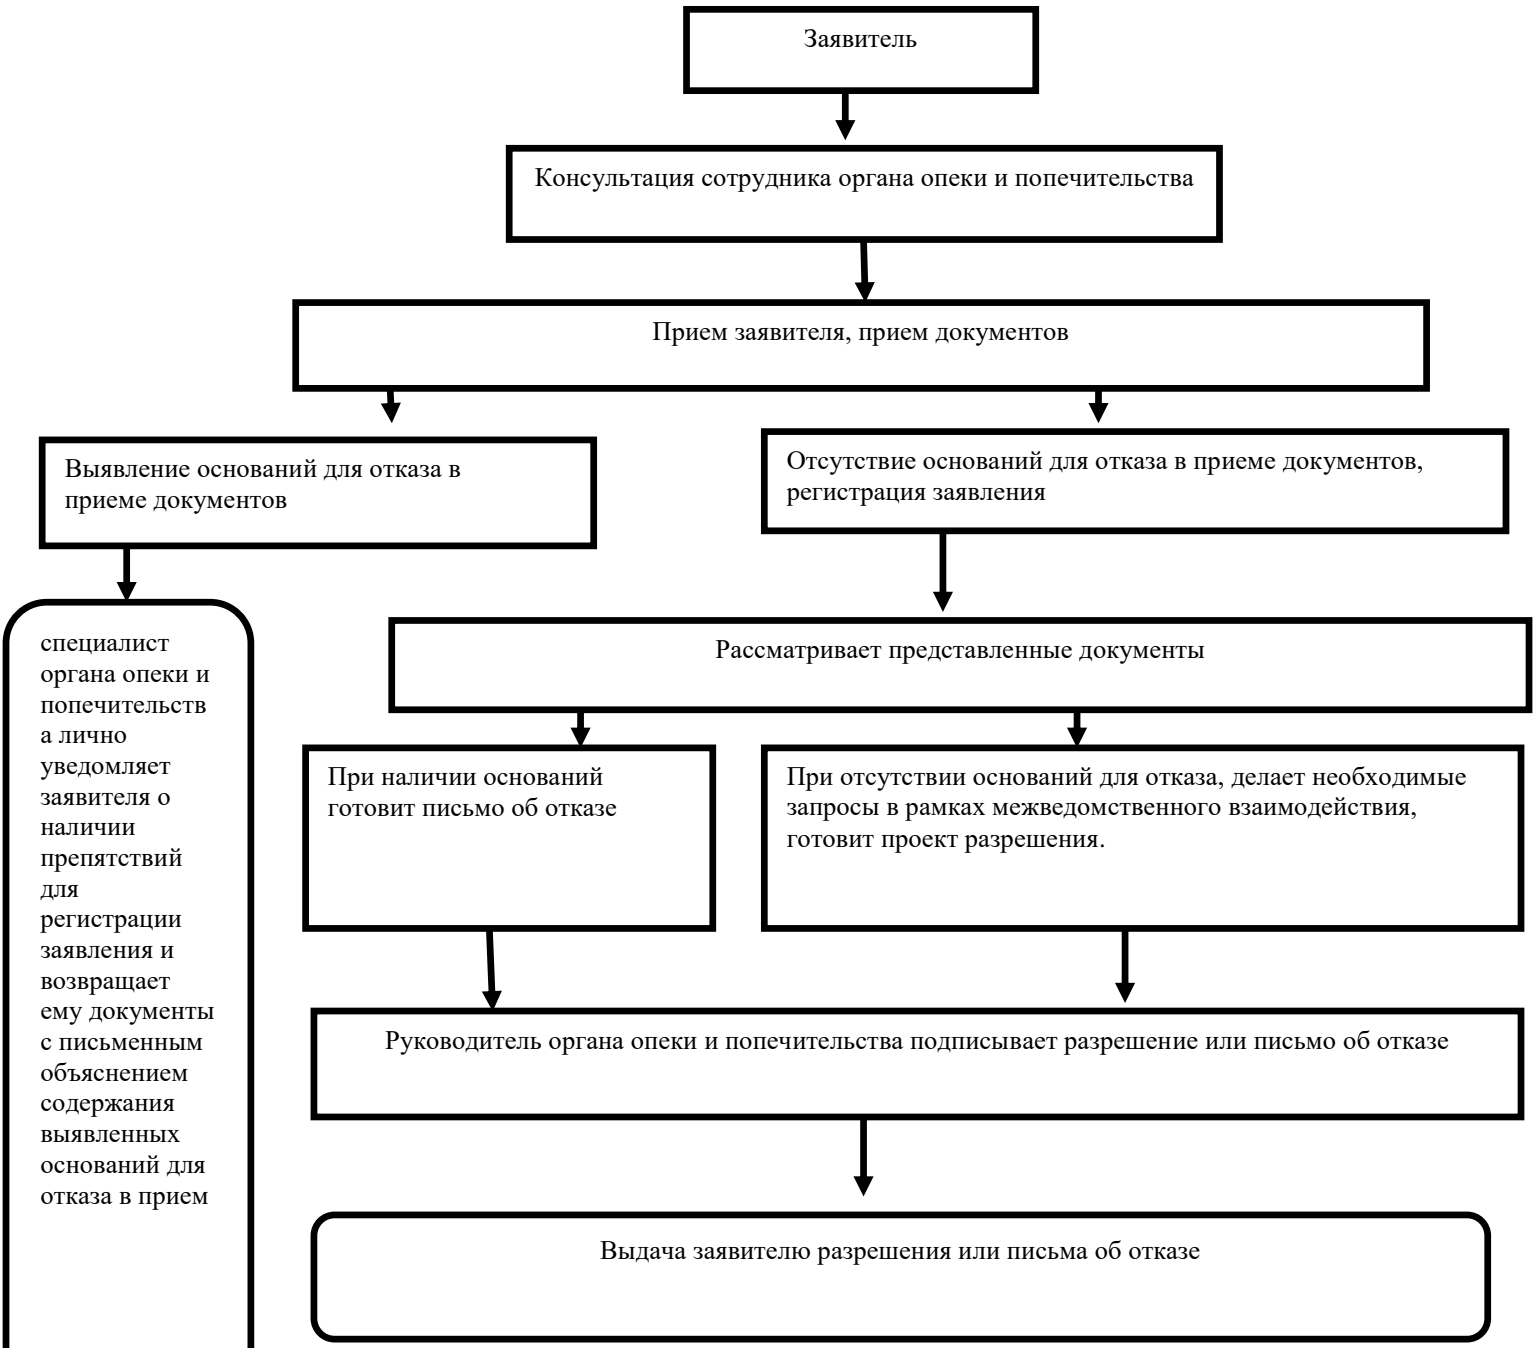 Заявитель
Консультация сотрудника органа опеки и попечительства
Прием заявителя, прием документов
Выявление оснований для отказа в
приеме документов
Отсутствие оснований для отказа в приеме документов,
регистрация заявления
специалист
органа опеки и
попечительств
а лично
уведомляет
заявителя о
наличии
препятствий
для
регистрации
заявления и
возвращает
ему документы
с письменным
объяснением
содержания
выявленных
оснований для
отказа в прием
Рассматривает представленные документы
При наличии оснований
готовит письмо об отказе
При отсутствии оснований для отказа, делает необходимые
запросы в рамках межведомственного взаимодействия,
готовит проект разрешения.
Руководитель органа опеки и попечительства подписывает разрешение или письмо об отказе
Выдача заявителю разрешения или письма об отказе